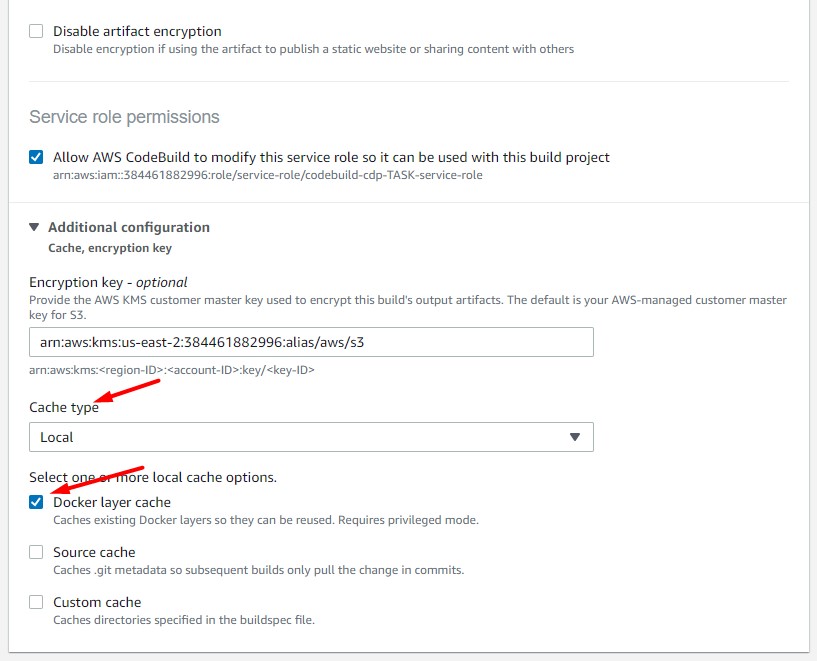 Disable artifact encryption
Disable encryption if using the artifact to publish a static website or sharing content with others
Service role permissions
Allow AWS CodeBuild to modify this service role so it can be used with this build project
arn:aws:iam::384461882996:role/service-role/codebuild-cdp-TASK-service-role
Additional configuration
Cache, encryption key
Encryption key - optional
Provide the AWS KMS customer master key used to encrypt this build's output artifacts. The default is your AWS-managed customer master
key for S3.
arn:aws:kms:us-east-2:384461882996:alias/aws/s3
arn:aws:kms:<region-ID>:<account-ID>:key/<key-ID>
Cache type
Local
Select one or more local cache options.
Docker layer cache
Caches existing Docker layers so they can be reused. Requires privileged mode.
Source cache
Caches .git metadata so subsequent builds only pull the change in commits.
Custom cache
Caches directories specified in the buildspec file.